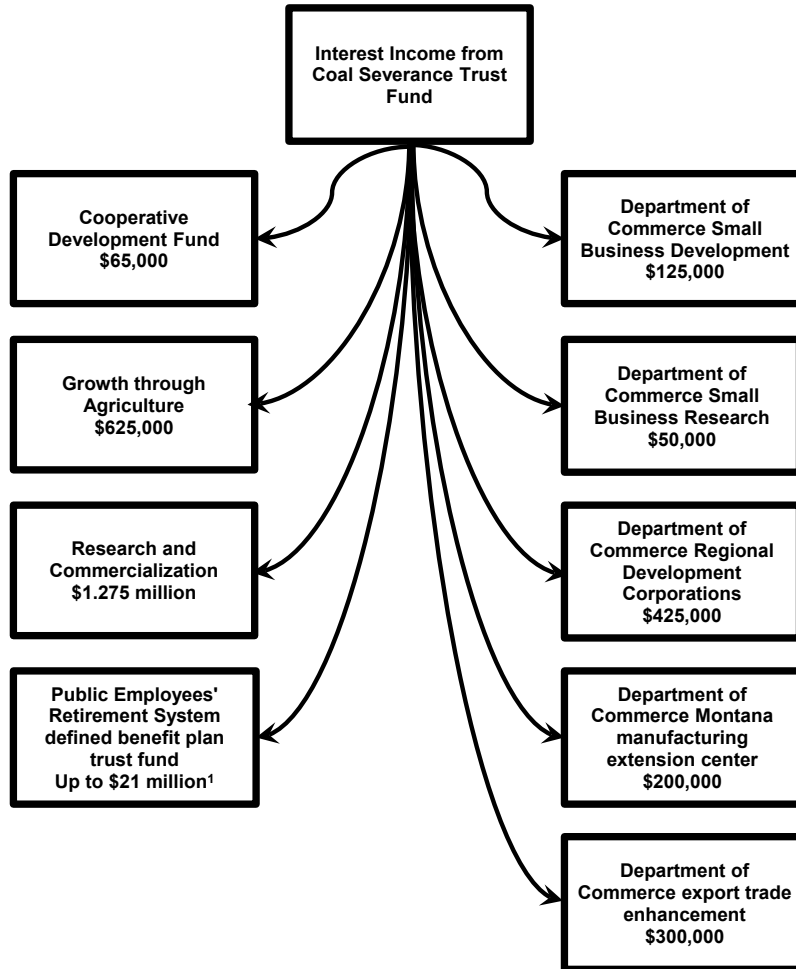 Interest Income from
Coal Severance Trust
Fund
Cooperative
Development Fund
$65,000
Department of
Commerce Small
Business Development
$125,000
Growth through
Agriculture
$625,000
Department of
Commerce Small
Business Research
$50,000
Research and
Commercialization
$1.275 million
Department of
Commerce Regional
Development
Corporations
$425,000
Public Employees'
Retirement System
defined benefit plan
trust fund
Up to $21 million¹
Department of
Commerce Montana
manufacturing
extension center
$200,000
Department of
Commerce export trade
enhancement
$300,000